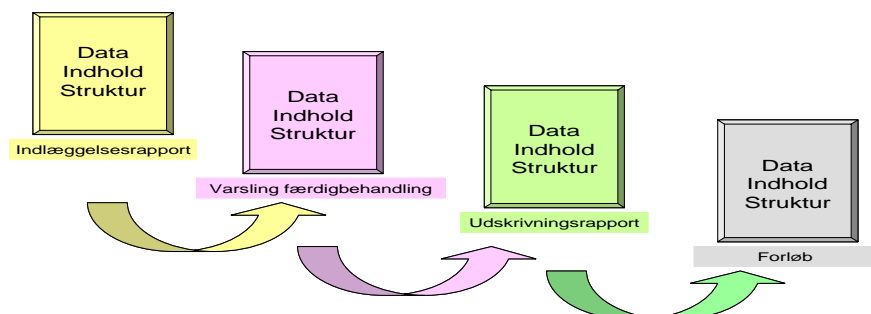 Data
Indhold
Struktur
Indlæggelsesrapport
Data
Indhold
Struktur
Varsling færdigbehandling
Data
Indhold
Struktur
Udskrivningsrapport
Data
Indhold
Struktur
Forløb